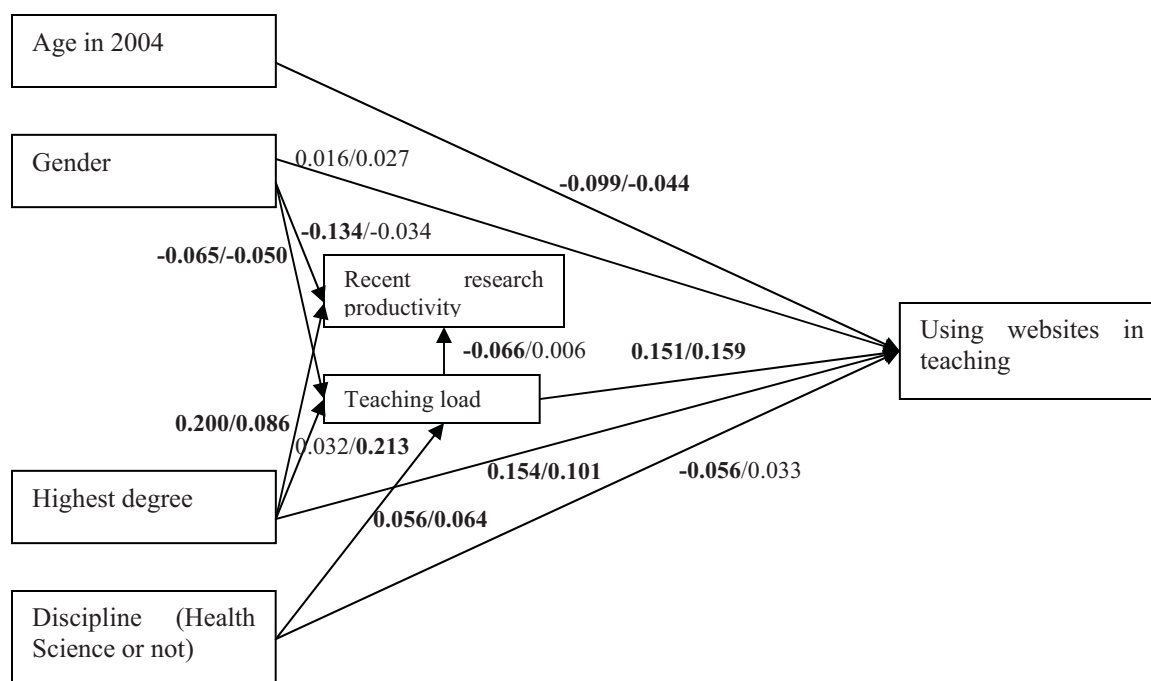 Age in 2004
Gender
0.016/0.027
-0.099/-0.044
-0.134/-0.034
-0.065/-0.050
Recent research
productivity
Using websites in
teaching
-0.066/0.006
0.151/0.159
Teaching load
0.200/0.086
0.032/0.213
0.154/0.101
-0.056/0.033
Highest degree
0.056/0.064
Discipline (Health
Science or not)